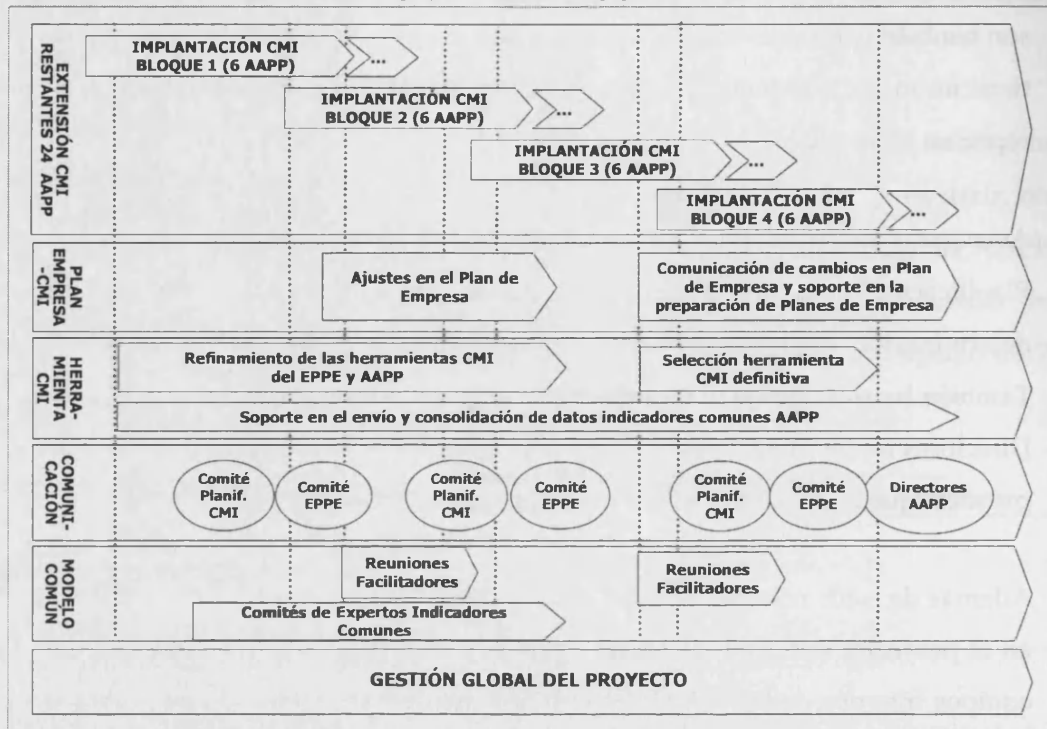 EXTENSIÓN CMI
RESTANTES 24 AAPP
IMPLANTACIÓN CMI
BLOQUE 1 (6 AAPP)
...
IMPLANTACIÓN CMI
BLOQUE 2 (6 AAPP)
...
IMPLANTACIÓN CMI
BLOQUE 3 (6 AAPP)
...
IMPLANTACIÓN CMI
BLOQUE 4 (6 AAPP)
...
PLAN
EMPRESA
-CMI
Ajustes en el Plan de
Empresa
Comunicación de cambios en Plan
de Empresa y soporte en la
preparación de Planes de Empresa
HERRA-
MIENTA
CMI
Refinamiento de las herramientas CMI
del EPPE y AAPP
Selección herramienta
CMI definitiva
Soporte en el envío y consolidación de datos indicadores comunes AAPP
COMUNI-
CACIÓN
Comité
Planif.
CMI
Comité
EPPE
Comité
Planif.
CMI
Comité
EPPE
Comité
Planif.
CMI
Comité
EPPE
Directores
AAPP
MODELO
COMÚN
Reuniones
Facilitadores
Reuniones
Facilitadores
Comités de Expertos Indicadores
Comunes
GESTIÓN GLOBAL DEL PROYECTO